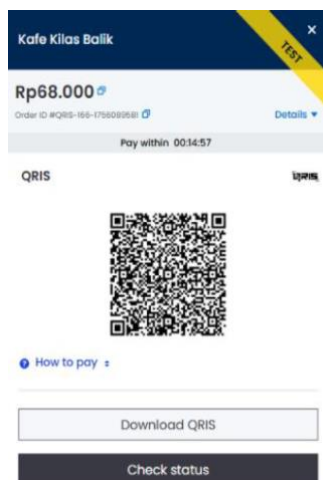 Kafe Kilas Balik
TEST
Rp68.000
Order ID #QRIS-166-1756089581
Details
Pay within 00:14:57
QRIS
QRIS
How to pay
Download QRIS
Check status